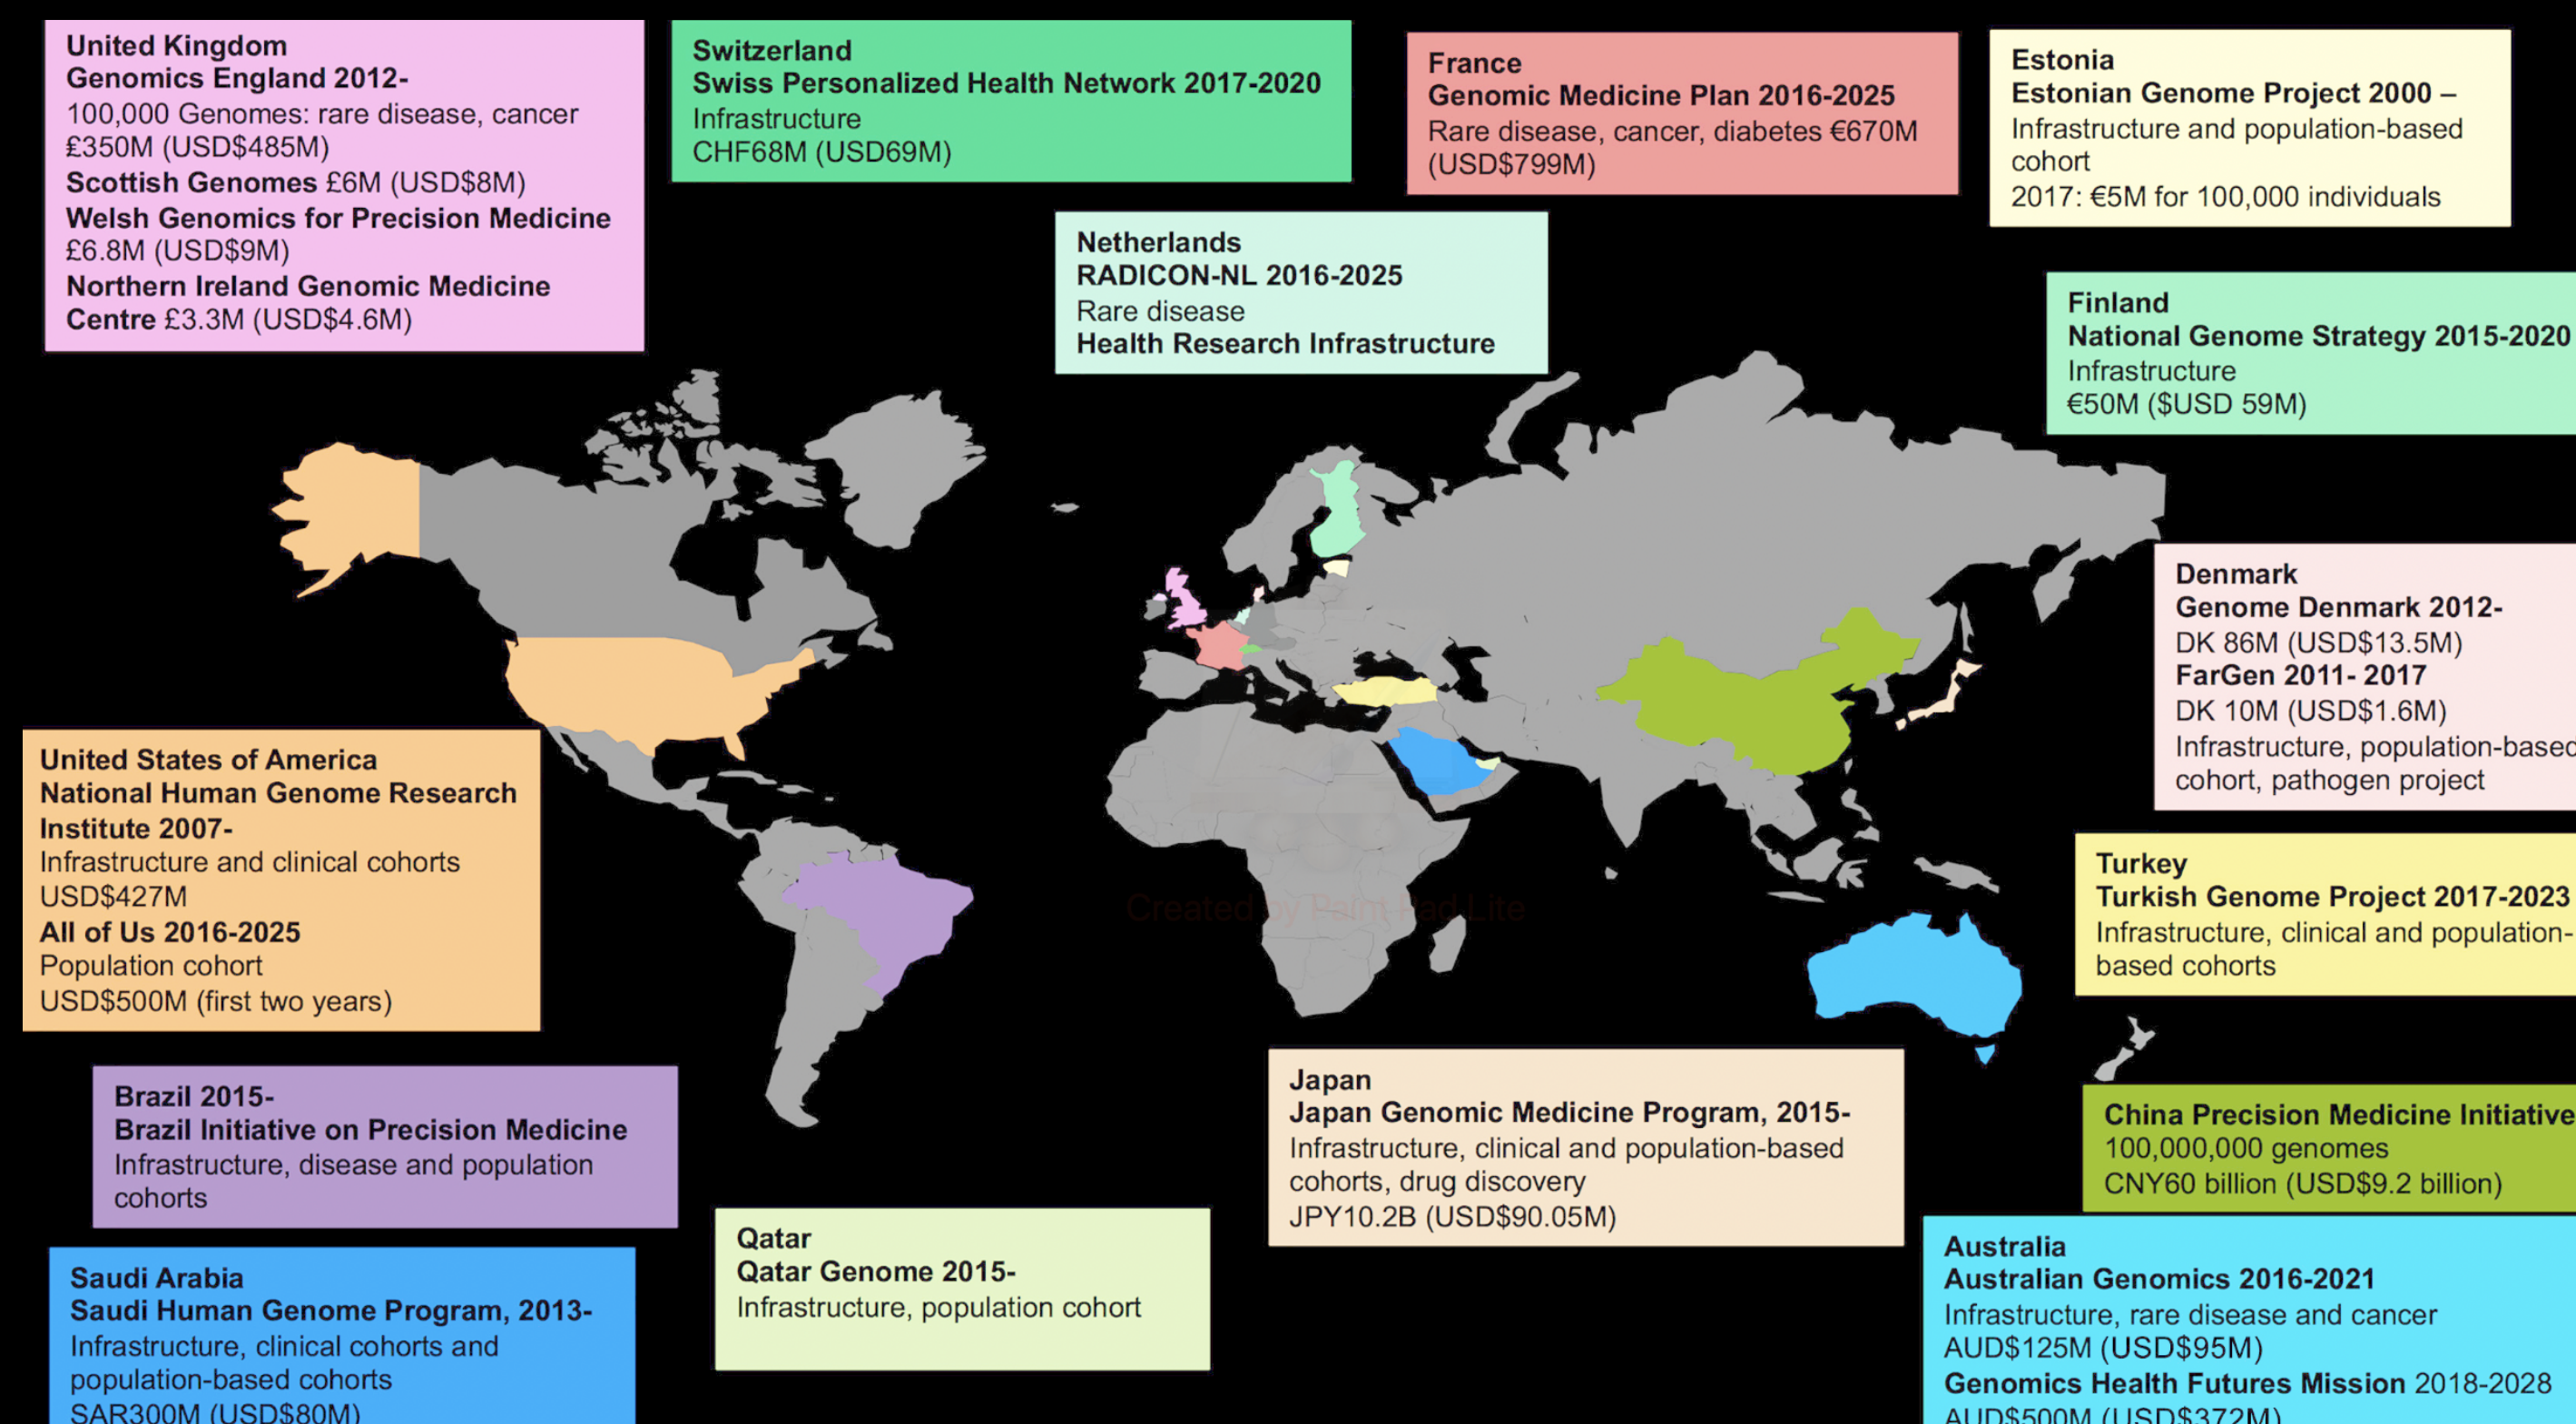 United Kingdom
Genomics England 2012-
100,000 Genomes: rare disease, cancer
£350M (USD$485M)
Scottish Genomes £6M (USD$8M)
Welsh Genomics for Precision Medicine
£6.8M (USD$9M)
Northern Ireland Genomic Medicine
Centre £3.3M (USD$4.6M)
Switzerland
Swiss Personalized Health Network 2017-2020
Infrastructure
CHF68M (USD69M)
France
Genomic Medicine Plan 2016-2025
Rare disease, cancer, diabetes €670M
(USD$799M)
Estonia
Estonian Genome Project 2000 –
Infrastructure and population-based
cohort
2017: €5M for 100,000 individuals
Netherlands
RADICON-NL 2016-2025
Rare disease
Health Research Infrastructure
Finland
National Genome Strategy 2015-2020
Infrastructure
€50M ($USD 59M)
Denmark
Genome Denmark 2012-
DK 86M (USD$13.5M)
FarGen 2011- 2017
DK 10M (USD$1.6M)
Infrastructure, population-based
cohort, pathogen project
United States of America
National Human Genome Research
Institute 2007-
Infrastructure and clinical cohorts
USD$427M
All of Us 2016-2025
Population cohort
USD$500M (first two years)
Turkey
Turkish Genome Project 2017-2023
Infrastructure, clinical and population-
based cohorts
Created by Paint Pad Lite
Brazil 2015-
Brazil Initiative on Precision Medicine
Infrastructure, disease and population
cohorts
Japan
Japan Genomic Medicine Program, 2015-
Infrastructure, clinical and population-based
cohorts, drug discovery
JPY10.2B (USD$90.05M)
China Precision Medicine Initiative
100,000,000 genomes
CNY60 billion (USD$9.2 billion)
Qatar
Qatar Genome 2015-
Infrastructure, population cohort
Saudi Arabia
Saudi Human Genome Program, 2013-
Infrastructure, clinical cohorts and
population-based cohorts
SAR300M (USD$80M)
Australia
Australian Genomics 2016-2021
Infrastructure, rare disease and cancer
AUD$125M (USD$95M)
Genomics Health Futures Mission 2018-2028
AUD$500M (USD$372M)